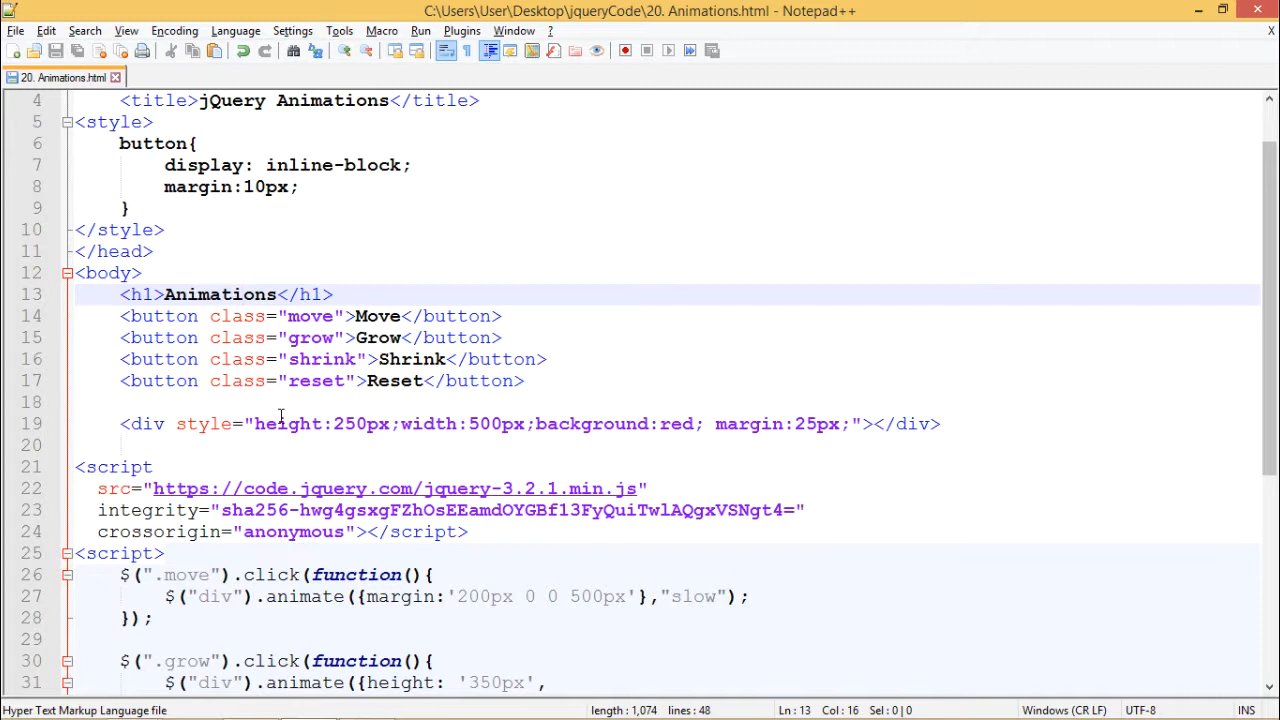 C:\Users\User\Desktop\jqueryCode\20. Animations.html - Notepad++
File Edit Search View Encoding Language Settings Tools Macro Run Plugins Window ? X
20. Animations.html
4 <title>jQuery Animations</title>
5 <style>
6 button{
7 display: inline-block;
8 margin:10px;
9 }
10 </style>
11 </head>
12 <body>
13 <h1>Animations</h1>
14 <button class="move">Move</button>
15 <button class="grow">Grow</button>
16 <button class="shrink">Shrink</button>
17 <button class="reset">Reset</button>
18
19 <div style="height:250px;width:500px;background:red; margin:25px;"></div>
20
21 <script
22 src="https://code.jquery.com/jquery-3.2.1.min.js"
23 integrity="sha256-hwg4gsxgFZhOsEEamdOYGBf13FyQuiTwlAQgxVSNgt4="
24 crossorigin="anonymous"></script>
25 <script>
26 $(".move").click(function(){
27 $("div").animate({margin:'200px 0 0 500px'},"slow");
28 });
29
30 $(".grow").click(function(){
31 $("div").animate({height: '350px',
Hyper Text Markup Language file length : 1,074 lines : 48 Ln : 13 Col : 16 Sel : 0 | 0 Windows (CR LF) UTF-8 INS